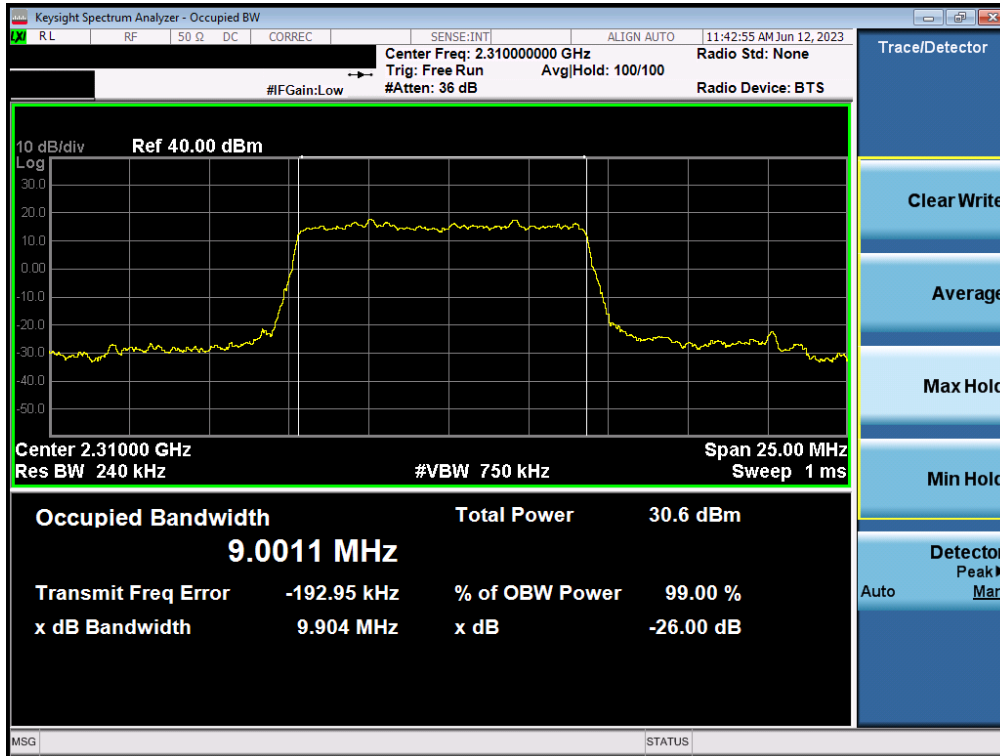 Keysight Spectrum Analyzer - Occupied BW
LXI RL RF 50 Ω DC CORREC SENSE:INT ALIGN AUTO 11:42:55 AM Jun 12, 2023
Center Freq: 2.310000000 GHz Radio Std: None
Trig: Free Run Avg|Hold: 100/100
#IFGain:Low #Atten: 36 dB Radio Device: BTS
Trace/Detector
10 dB/div Ref 40.00 dBm
Log
30.0
20.0
10.0
0.00
-10.0
-20.0
-30.0
-40.0
-50.0
Center 2.31000 GHz Span 25.00 MHz
Res BW 240 kHz #VBW 750 kHz Sweep 1 ms
Occupied Bandwidth Total Power 30.6 dBm
9.0011 MHz
Transmit Freq Error -192.95 kHz % of OBW Power 99.00 %
x dB Bandwidth 9.904 MHz x dB -26.00 dB
Clear Write
Average
Max Hold
Min Hold
Detector
Peak
Auto Man
MSG STATUS